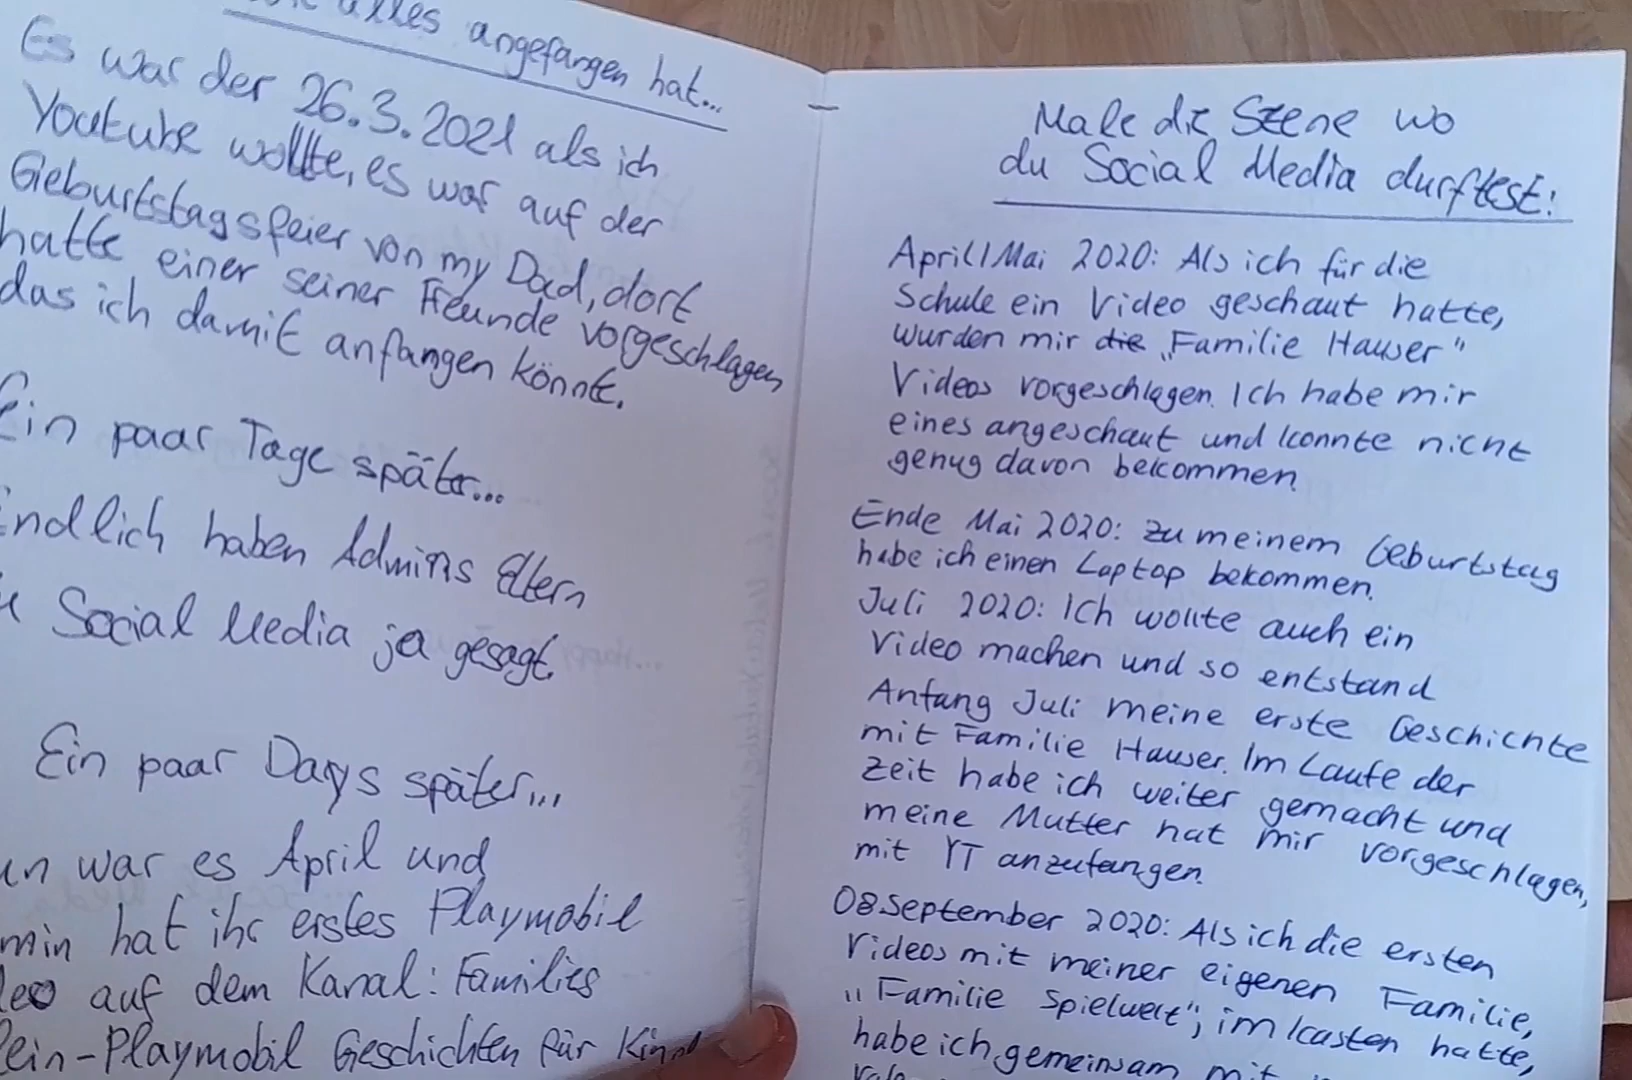 alles angefangen hat...
Es war der 26.3.2021 als ich
Youtube wollte, es war auf der
Geburtstagsfeier von my Dad, dort
hatte einer seiner Freunde vorgeschlagen
das ich damit anfangen könnt.
Ein paar Tage später...
Endlich haben Admins Eltern
Social Media ja gesagt.
Ein paar Days später...
un war es April und
min hat ihr erstes Playmobil
deo auf dem Kanal: Families
ein-Playmobil Geschichten für Kinde
Male die Szene wo
du Social Media durftest:
April/Mai 2020: Als ich für die
Schule ein Video geschaut hatte,
wurden mir die "Familie Hauser"
Videos vorgeschlagen. Ich habe mir
eines angeschaut und konnte nicht
genug davon bekommen.
Ende Mai 2020: Zu meinem Geburtstag
habe ich einen Laptop bekommen.
Juli 2020: Ich wollte auch ein
Video machen und so entstand
Anfang Juli meine erste Geschichte
mit Familie Hauser. Im Laufe der
Zeit habe ich weiter gemacht und
meine Mutter hat mir vorgeschlagen,
mit YT anzufangen.
08.September 2020: Als ich die ersten
Videos mit meiner eigenen Familie,
"Familie Spielwelt", im Kasten hatte,
habe ich gemeinsam mit